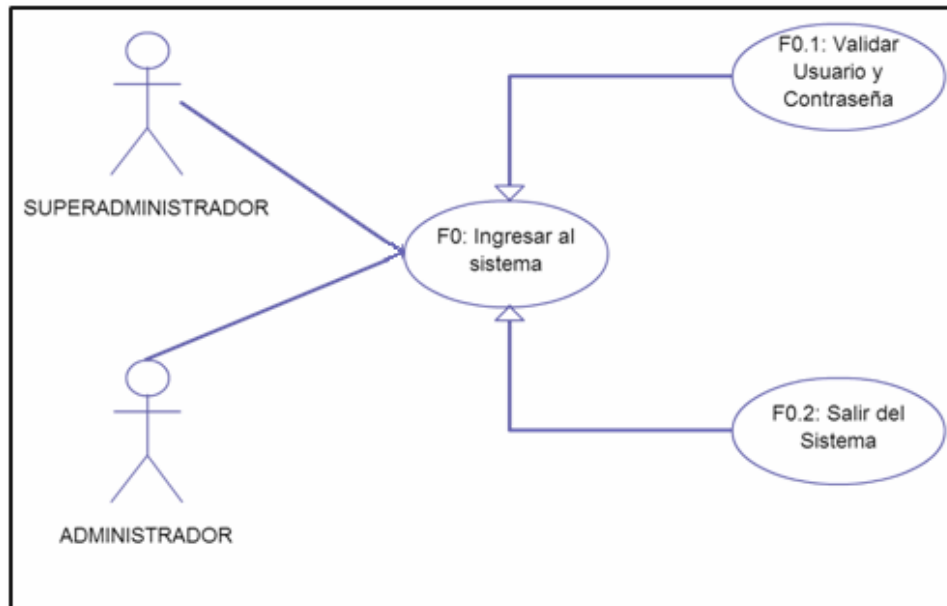 F0.1: Validar
Usuario y
Contraseña
SUPERADMINISTRADOR
F0: Ingresar al
sistema
F0.2: Salir del
Sistema
ADMINISTRADOR